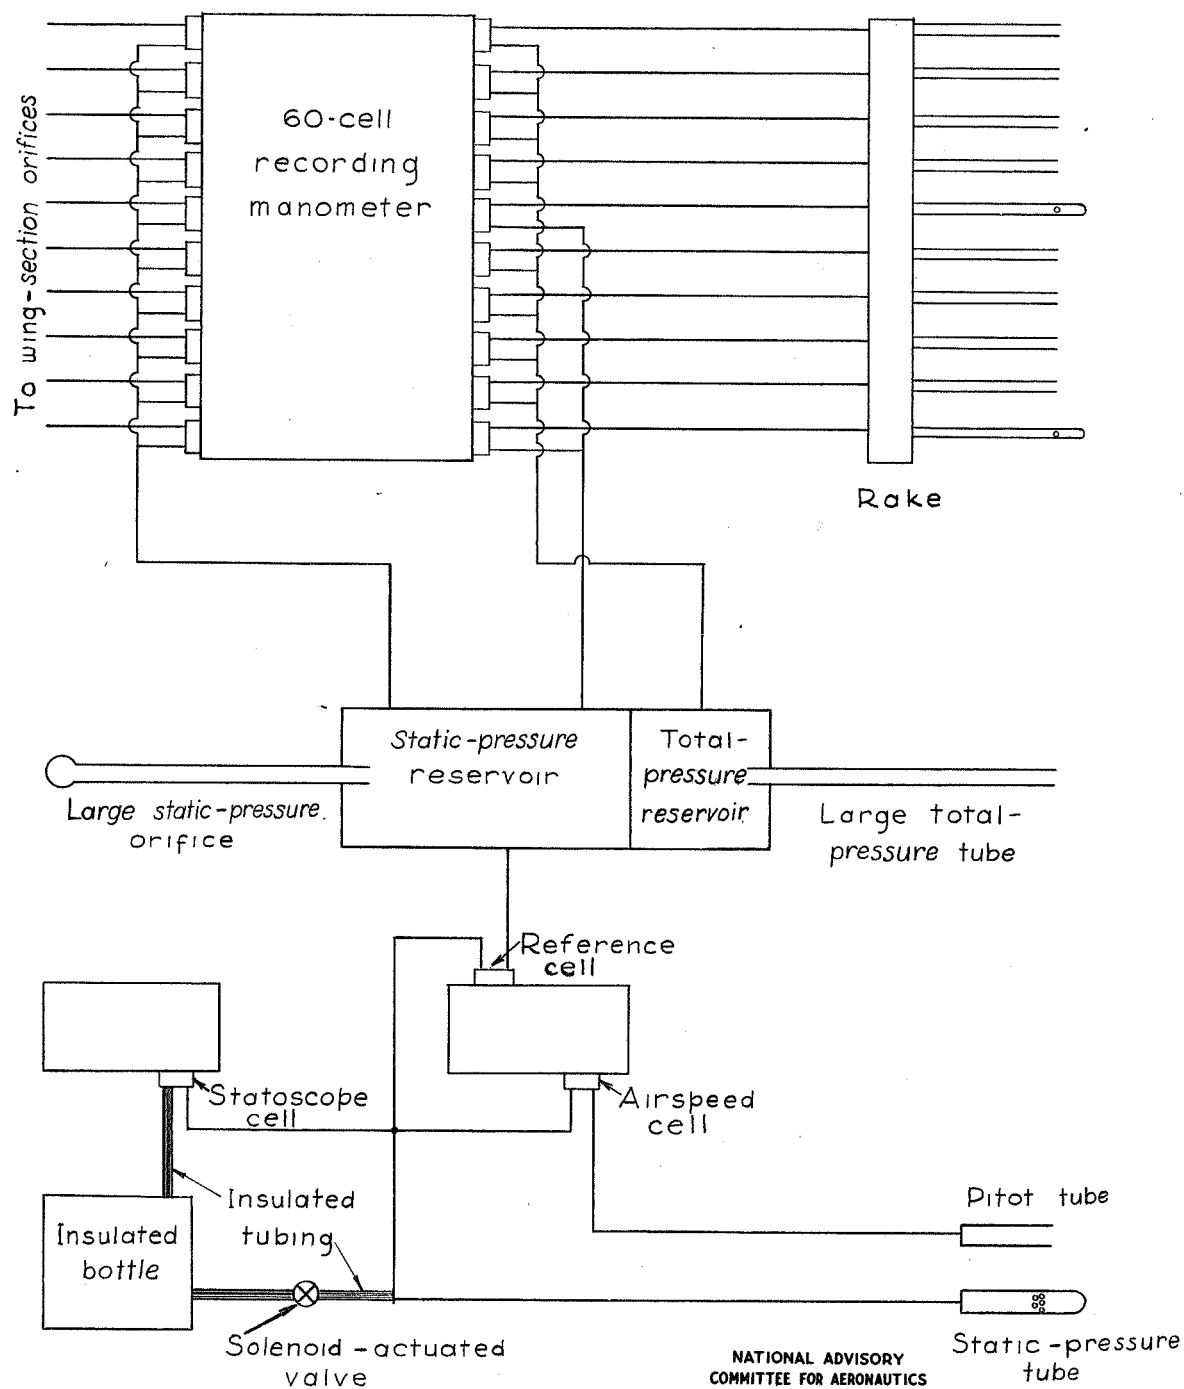 To wing-section orifices
60-cell
recording
manometer
Rake
Static-pressure
reservoir
Total-
pressure
reservoir
Large static-pressure
orifice
Large total-
pressure tube
Reference
cell
Statoscope
cell
Airspeed
cell
Insulated
tubing
Insulated
bottle
Pitot tube
Solenoid-actuated
valve
Static-pressure
tube
NATIONAL ADVISORY
COMMITTEE FOR AERONAUTICS